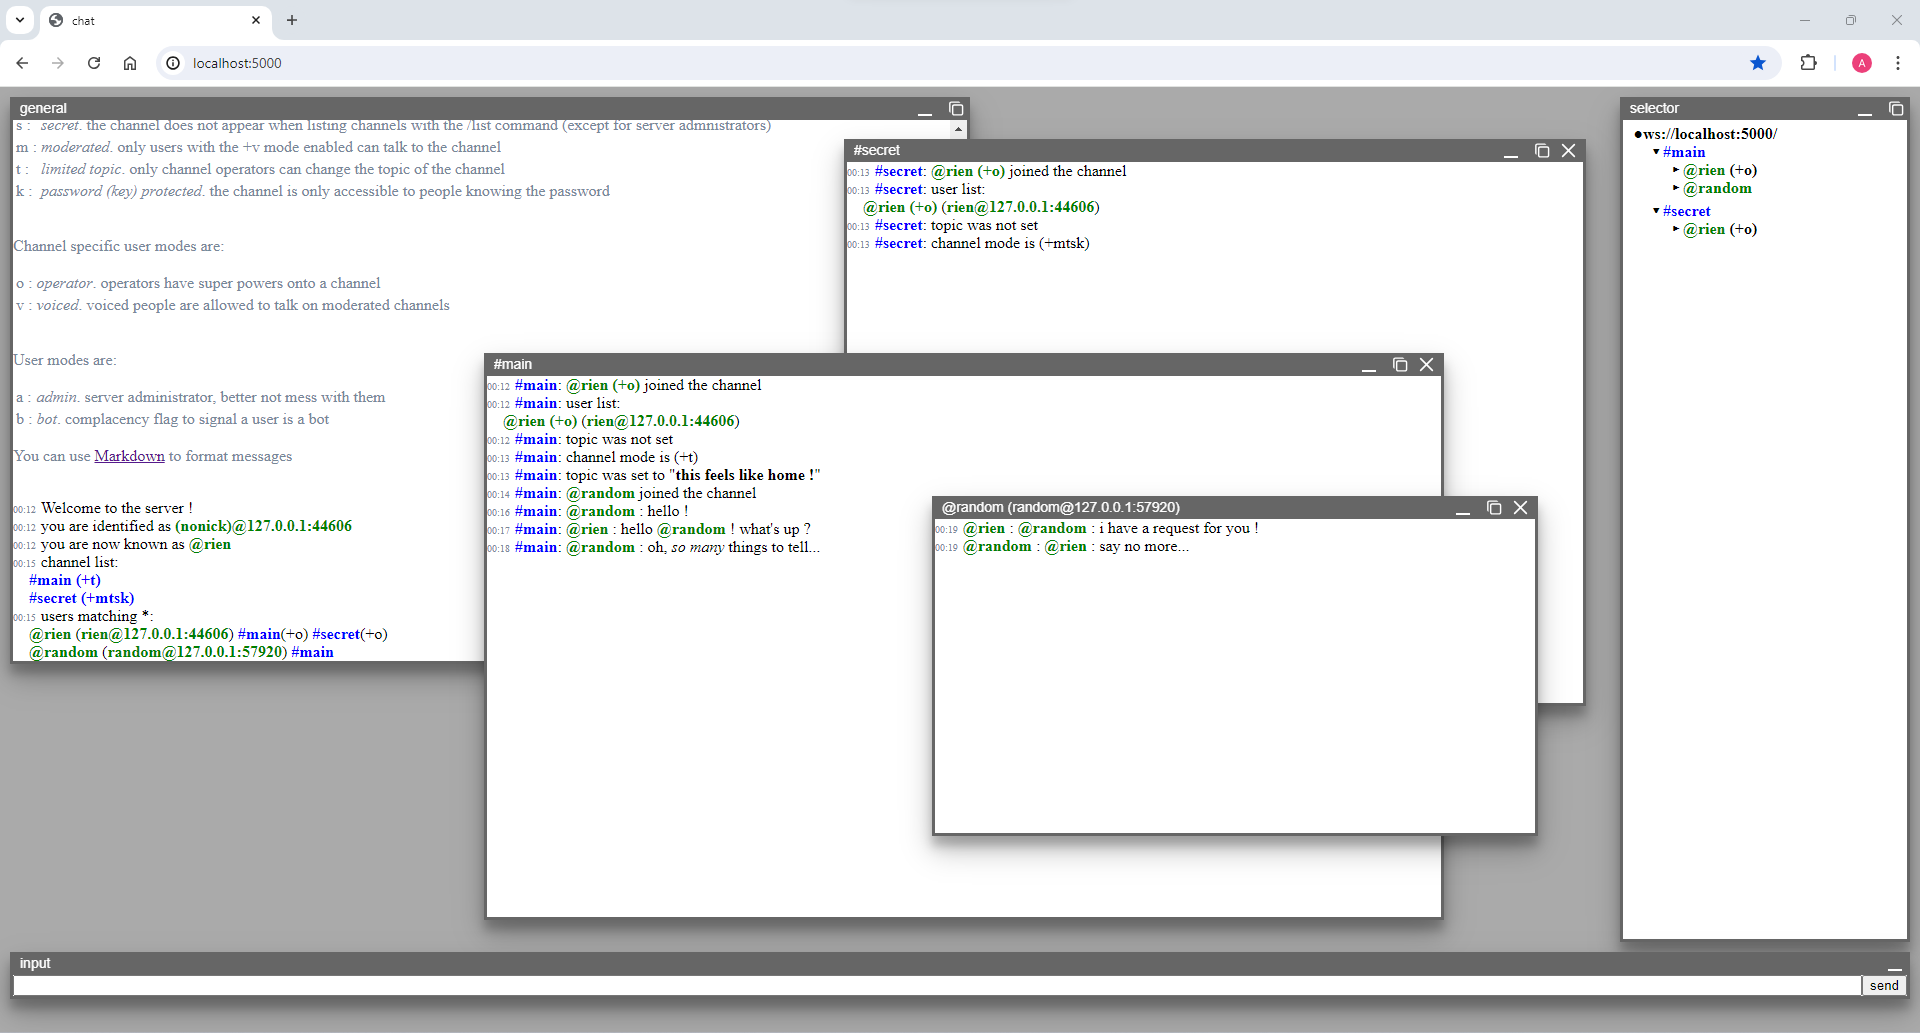 chat
localhost:5000
A
general
s : secret. the channel does not appear when listing channels with the /list command (except for server admnistrators)
m : moderated. only users with the +v mode enabled can talk to the channel
t : limited topic. only channel operators can change the topic of the channel
k : password (key) protected. the channel is only accessible to people knowing the password
Channel specific user modes are:
o : operator. operators have super powers onto a channel
v : voiced. voiced people are allowed to talk on moderated channels
User modes are:
a : admin. server administrator, better not mess with them
b : bot. complacency flag to signal a user is a bot
You can use Markdown to format messages
00:12 Welcome to the server !
00:12 you are identified as (nonick)@127.0.0.1:44606
00:12 you are now known as @rien
00:15 channel list:
#main (+t)
#secret (+mtsk)
00:15 users matching *:
@rien (rien@127.0.0.1:44606) #main(+o) #secret(+o)
@random (random@127.0.0.1:57920) #main
#secret
00:13 #secret: @rien (+o) joined the channel
00:13 #secret: user list:
@rien (+o) (rien@127.0.0.1:44606)
00:13 #secret: topic was not set
00:13 #secret: channel mode is (+mtsk)
#main
00:12 #main: @rien (+o) joined the channel
00:12 #main: user list:
@rien (+o) (rien@127.0.0.1:44606)
00:12 #main: topic was not set
00:13 #main: channel mode is (+t)
00:13 #main: topic was set to "this feels like home !"
00:14 #main: @random joined the channel
00:16 #main: @random : hello !
00:17 #main: @rien : hello @random ! what's up ?
00:18 #main: @random : oh, so many things to tell...
@random (random@127.0.0.1:57920)
00:19 @rien : @random : i have a request for you !
00:19 @random : @rien : say no more...
selector
●ws://localhost:5000/
▾ #main
▸ @rien (+o)
▸ @random
▾ #secret
▸ @rien (+o)
input
send